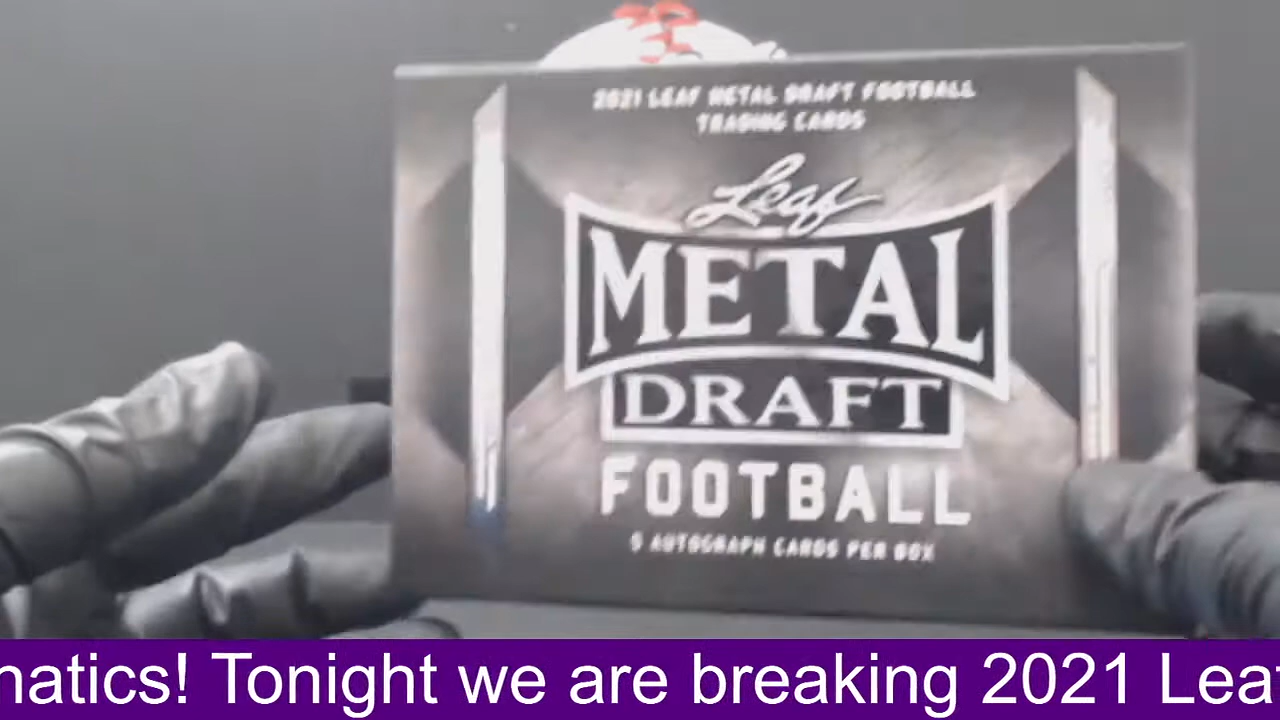 2021 LEAF METAL DRAFT FOOTBALL
TRADING CARDS
Leaf
METAL
DRAFT
FOOTBALL
5 AUTOGRAPH CARDS PER BOX
natics! Tonight we are breaking 2021 Lea